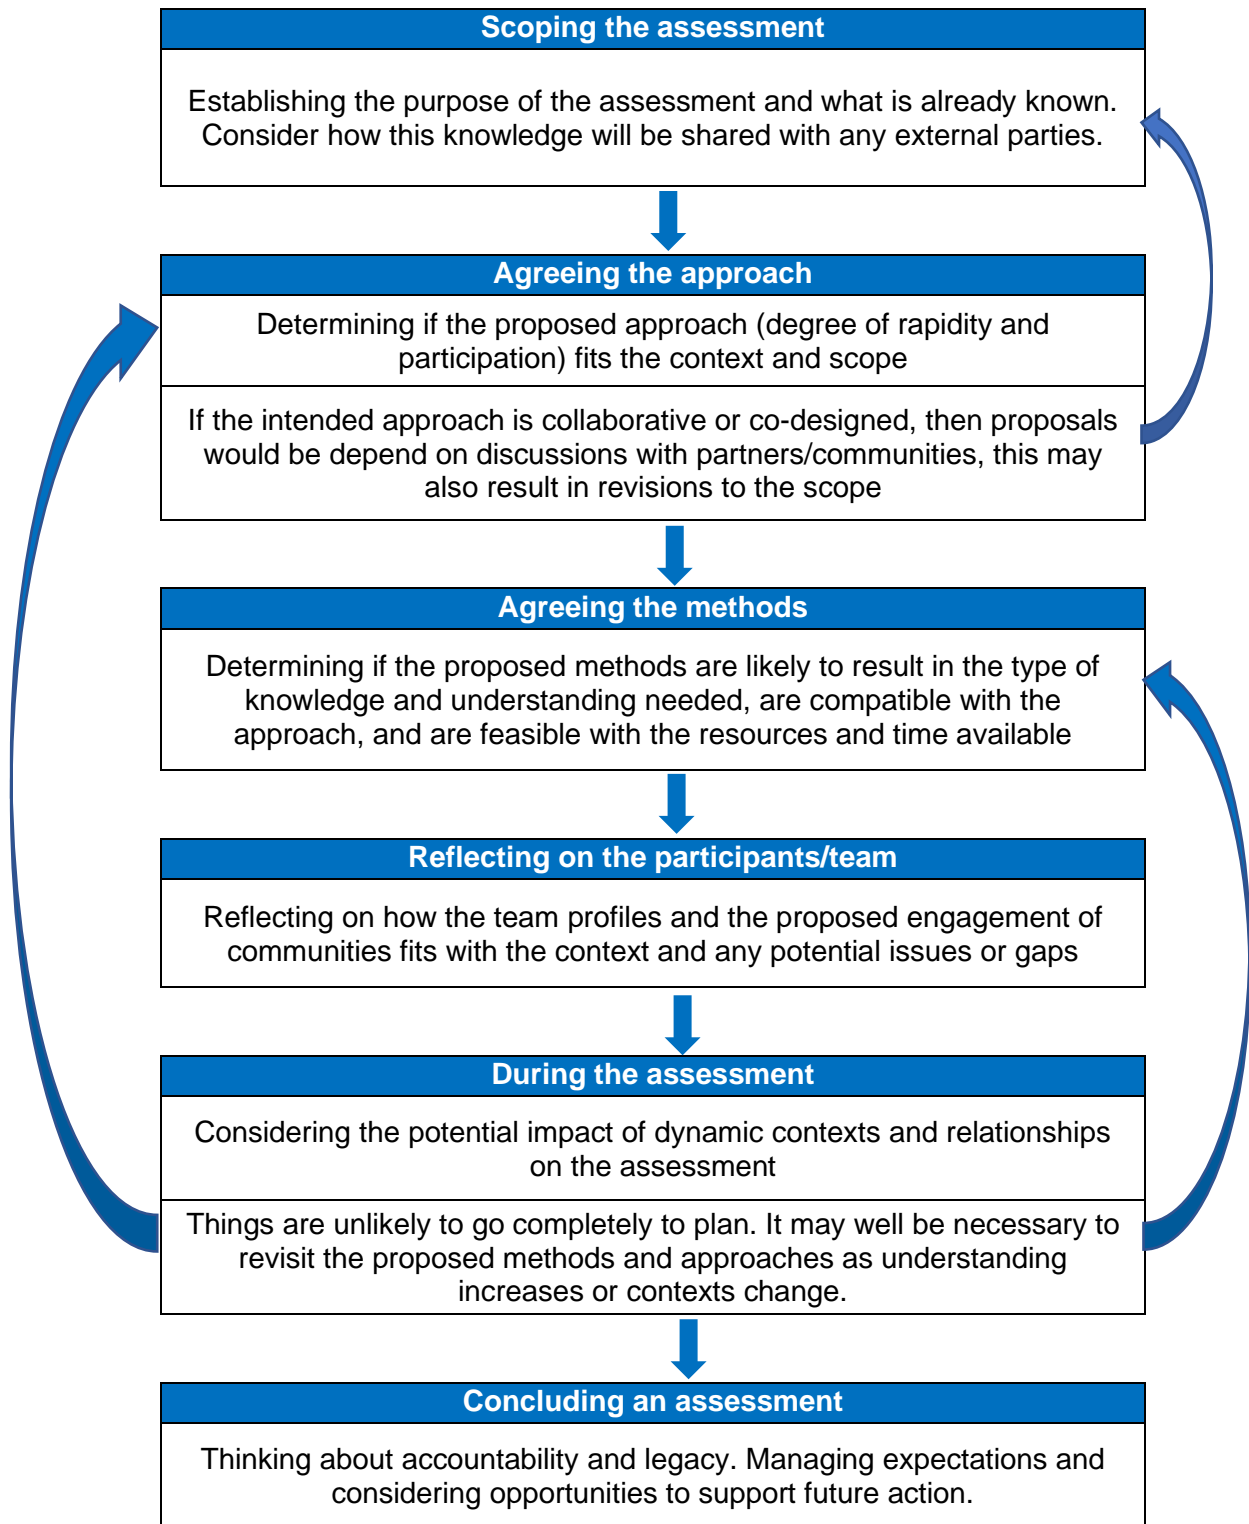 Scoping the assessment
Establishing the purpose of the assessment and what is already known.
Consider how this knowledge will be shared with any external parties.
Agreeing the approach
Determining if the proposed approach (degree of rapidity and
participation) fits the context and scope
If the intended approach is collaborative or co-designed, then proposals
would be depend on discussions with partners/communities, this may
also result in revisions to the scope
Agreeing the methods
Determining if the proposed methods are likely to result in the type of
knowledge and understanding needed, are compatible with the
approach, and are feasible with the resources and time available
Reflecting on the participants/team
Reflecting on how the team profiles and the proposed engagement of
communities fits with the context and any potential issues or gaps
During the assessment
Considering the potential impact of dynamic contexts and relationships
on the assessment
Things are unlikely to go completely to plan. It may well be necessary to
revisit the proposed methods and approaches as understanding
increases or contexts change.
Concluding an assessment
Thinking about accountability and legacy. Managing expectations and
considering opportunities to support future action.